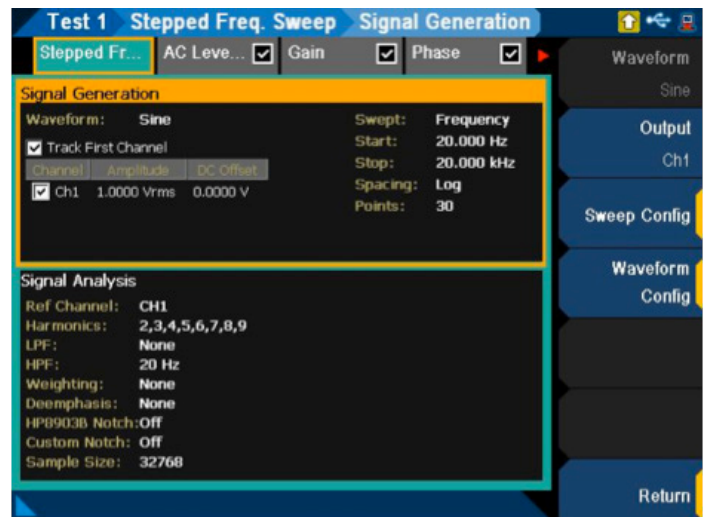 Test 1 Stepped Freq. Sweep Signal Generation
Stepped Fr... AC Leve... Gain Phase
Signal Generation
Waveform: Sine
Track First Channel
Channel Amplitude DC Offset
Ch1 1.0000 Vrms 0.0000 V
Swept: Frequency
Start: 20.000 Hz
Stop: 20.000 kHz
Spacing: Log
Points: 30
Signal Analysis
Ref Channel: CH1
Harmonics: 2,3,4,5,6,7,8,9
LPF: None
HPF: 20 Hz
Weighting: None
Deemphasis: None
HP8903B Notch:Off
Custom Notch: Off
Sample Size: 32768
Waveform
Sine
Output
Ch1
Sweep Config
Waveform
Config
Return